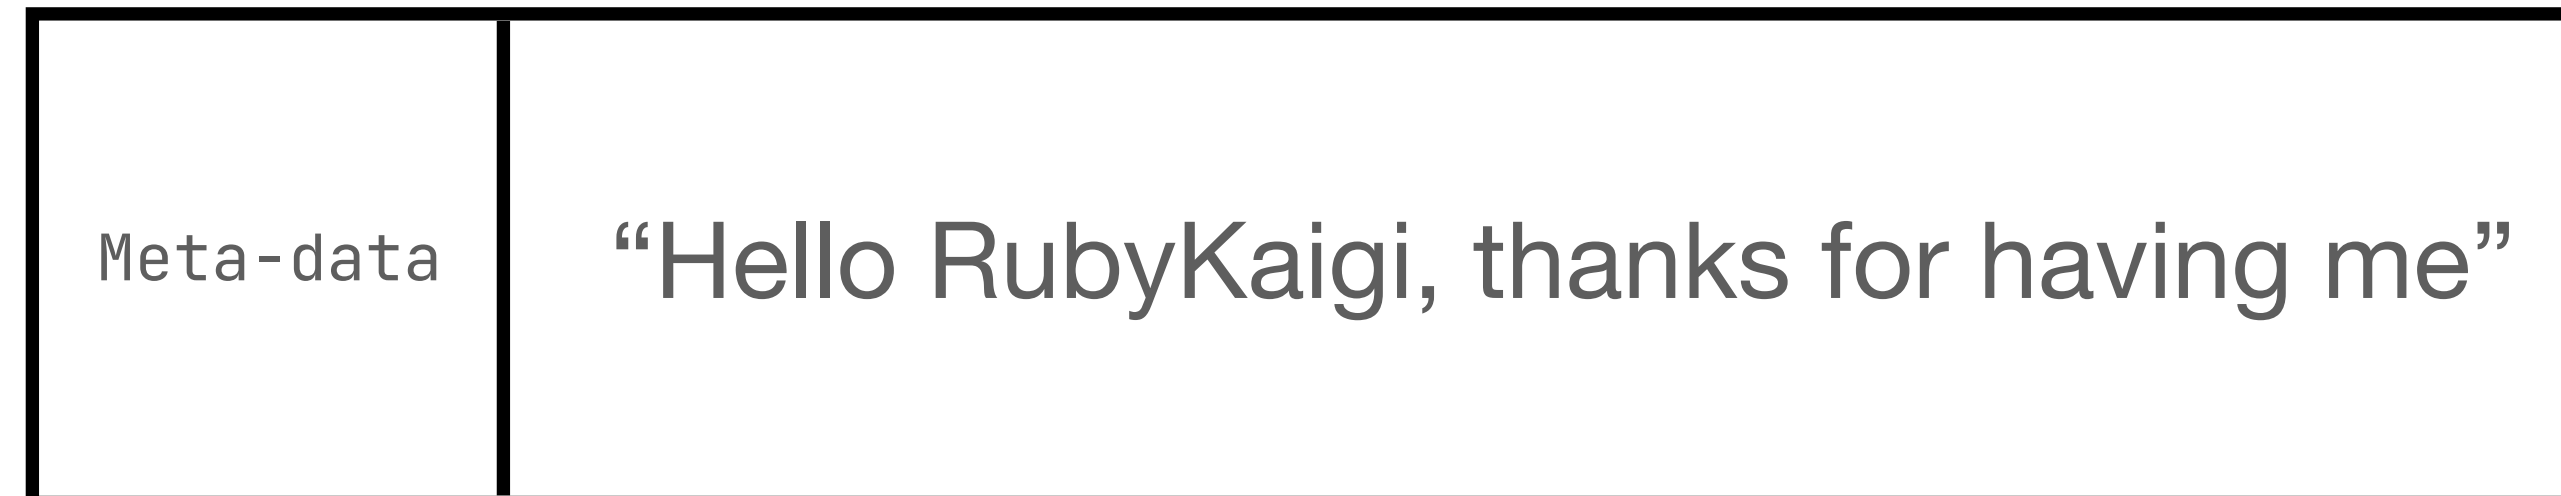 Meta-data
“Hello RubyKaigi, thanks for having me”